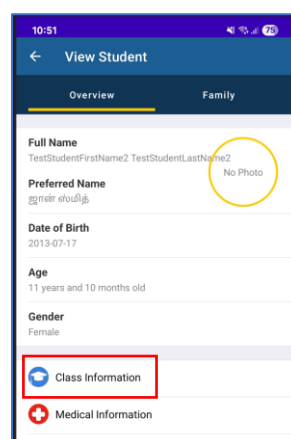 10:51
75
View Student
Overview
Family
Full Name
TestStudentFirstName2 TestStudentLastName2
No Photo
Preferred Name
ஜான் ஸ்மித்
Date of Birth
2013-07-17
Age
11 years and 10 months old
Gender
Female
Class Information
Medical Information